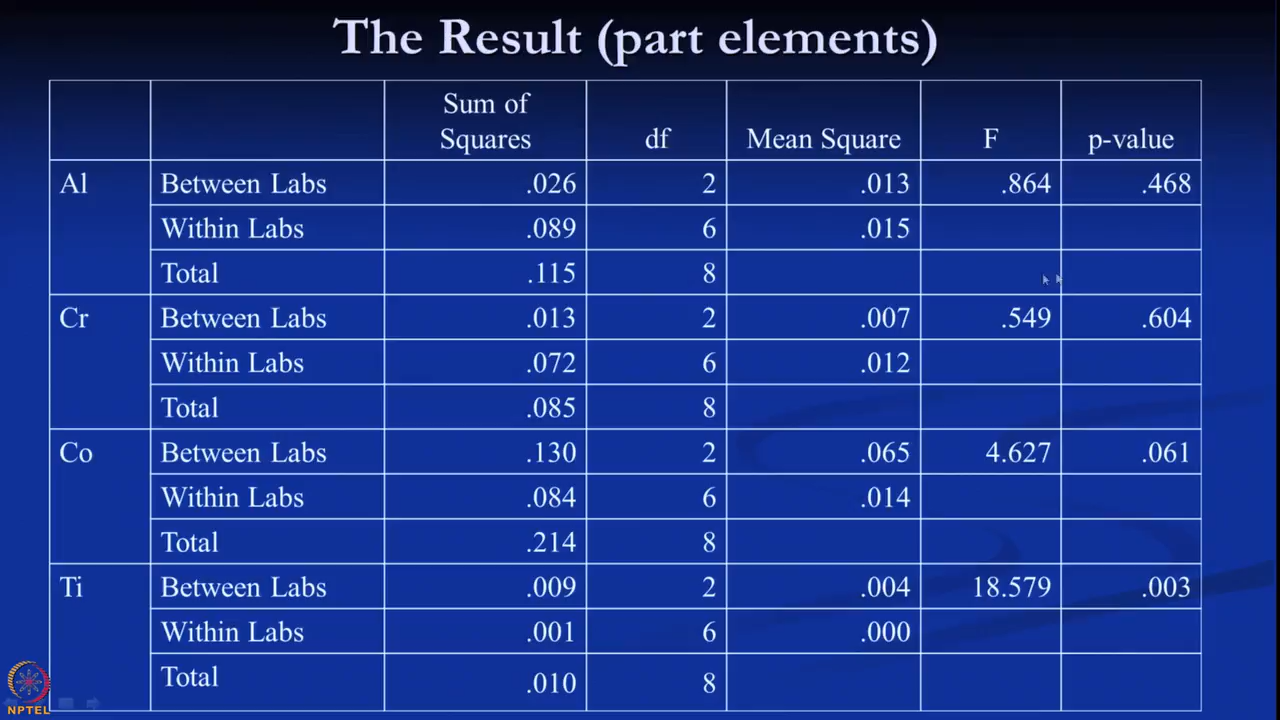 The Result (part elements)
Sum of
Squares df Mean Square F p-value
Al Between Labs .026 2 .013 .864 .468
Within Labs .089 6 .015
Total .115 8
Cr Between Labs .013 2 .007 .549 .604
Within Labs .072 6 .012
Total .085 8
Co Between Labs .130 2 .065 4.627 .061
Within Labs .084 6 .014
Total .214 8
Ti Between Labs .009 2 .004 18.579 .003
Within Labs .001 6 .000
Total .010 8
NPTEL